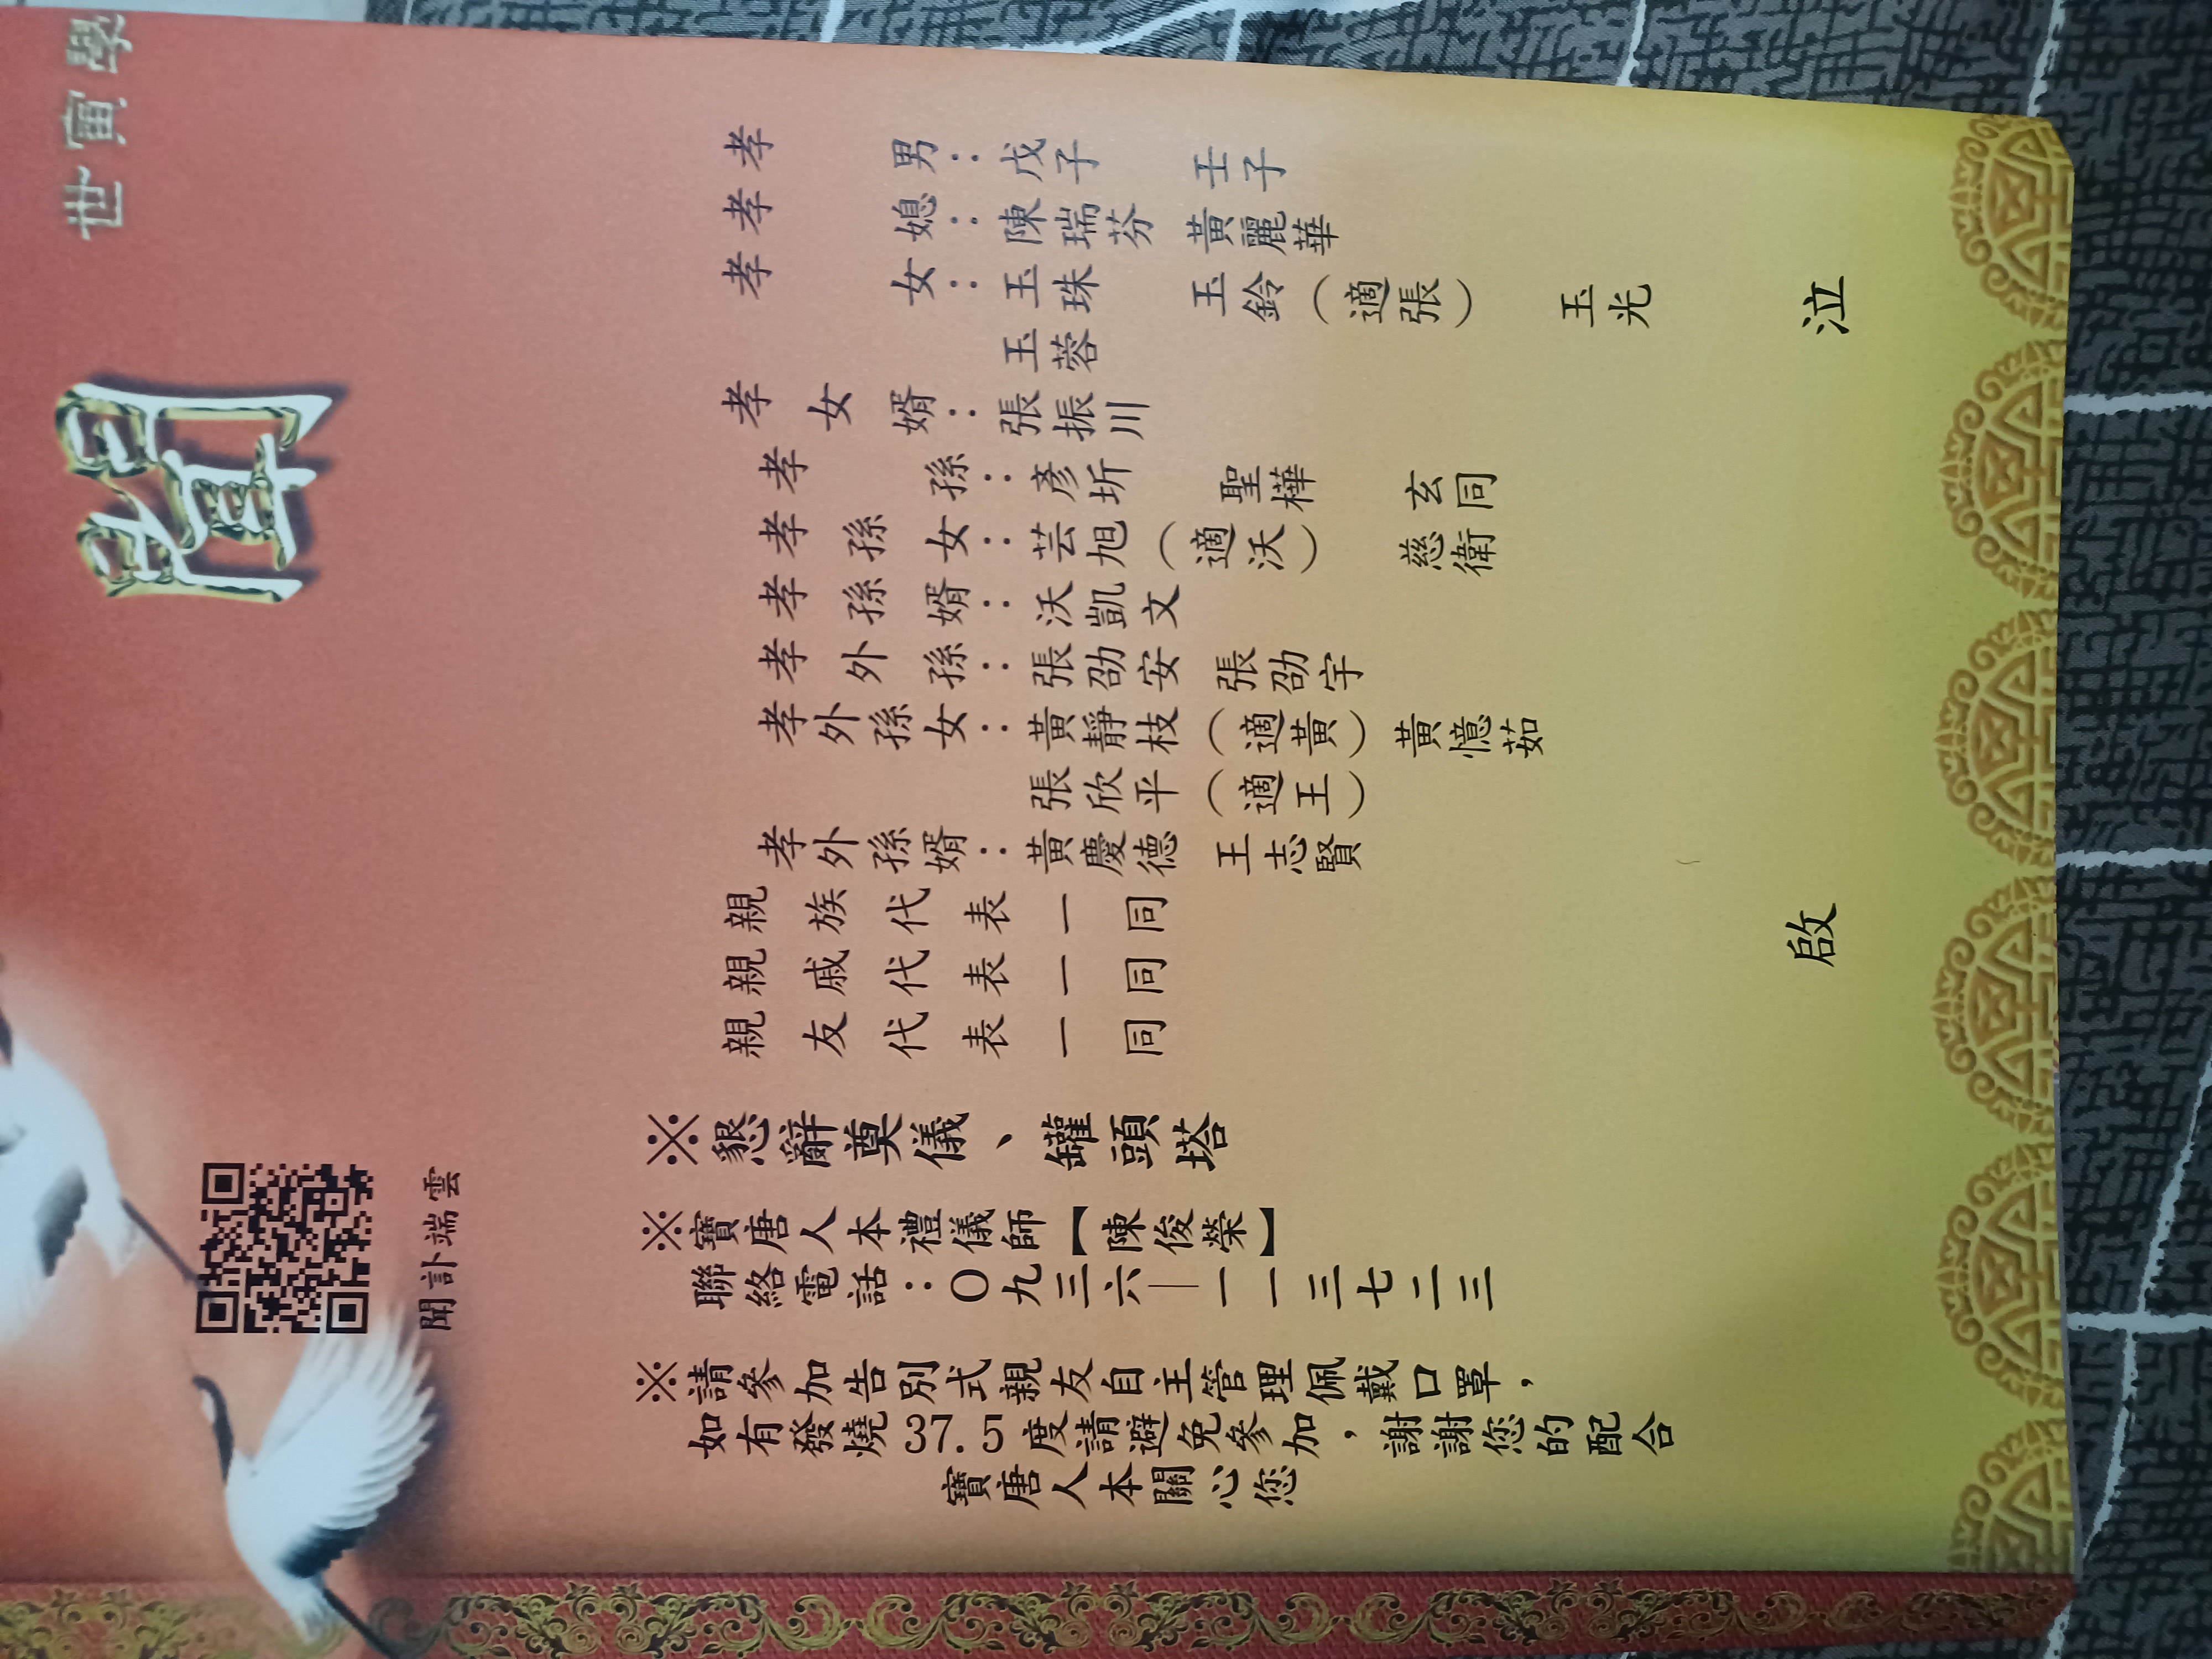 世寅學
聞
孝男：戊子 壬子
孝媳：陳瑞芬 黃麗華
孝女：玉珠 玉鈴（適張） 玉光
玉蓉
孝女婿：張振川
孝孫：彥圻 聖樺 玄同
孝孫女：芸旭（適沃） 慈衛
孝孫婿：沃凱文
孝外孫：張劭安 張劭宇
孝外孫女：黃靜枝（適黃）黃憶茹
張欣平（適王）
孝外孫婿：黃慶德 王志賢
親族代表一同
親戚代表一同
親友代表一同
泣
啟
※懇辭奠儀、罐頭塔
※寶唐人本禮儀師【陳俊榮】
聯絡電話：０九三六—一一三七二三
※請參加告別式親友自主管理佩戴口罩，
如有發燒37.5度請避免參加，謝謝您的配合
寶唐人本關心您
聞訃端雲